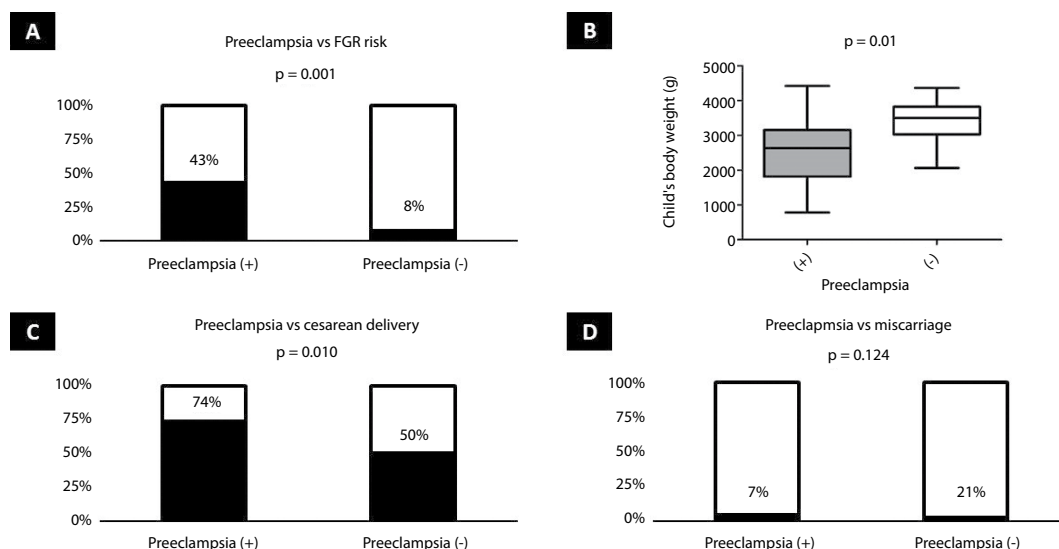 A
Preeclampsia vs FGR risk
p = 0.001
100%
75%
50%
25%
0%
43%
8%
Preeclampsia (+)
Preeclampsia (-)
B
p = 0.01
Child's body weight (g)
5000
4000
3000
2000
1000
0
(+)
(-)
Preeclampsia
C
Preeclampsia vs cesarean delivery
p = 0.010
100%
75%
50%
25%
0%
74%
50%
Preeclampsia (+)
Preeclampsia (-)
D
Preeclapmsia vs miscarriage
p = 0.124
100%
75%
50%
25%
0%
7%
21%
Preeclampsia (+)
Preeclampsia (-)